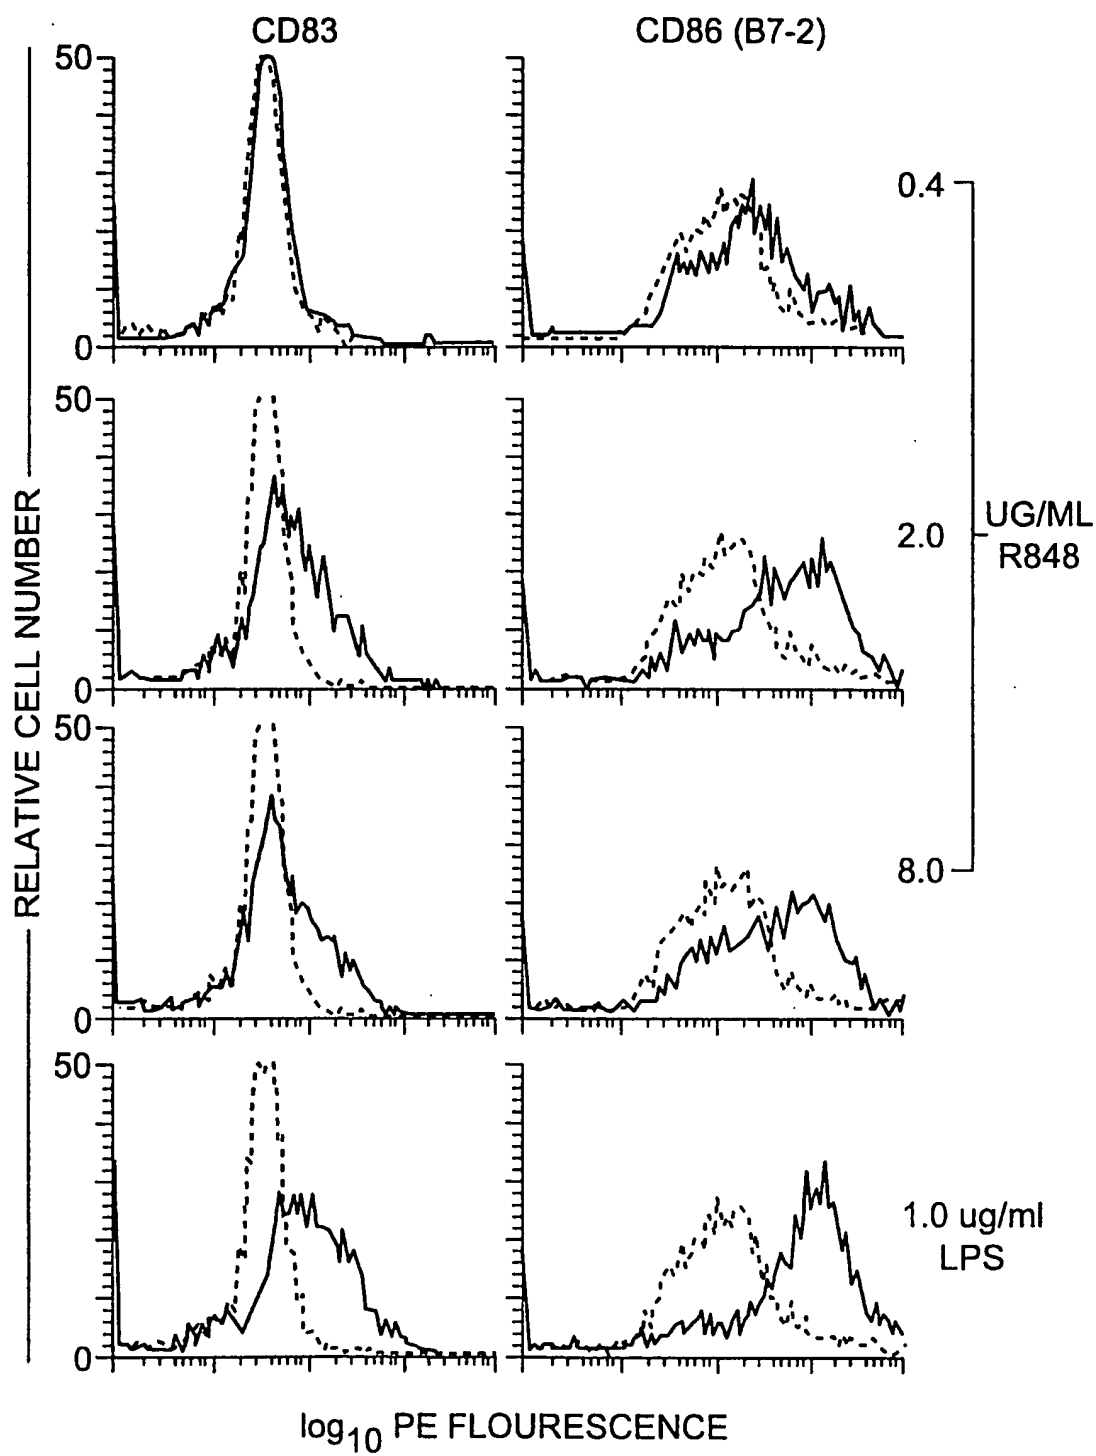 CD83
CD86 (B7-2)
50
0
0.4
50
0
2.0
UG/ML
R848
50
0
8.0
50
0
1.0 ug/ml
LPS
RELATIVE CELL NUMBER
log10 PE FLOURESCENCE